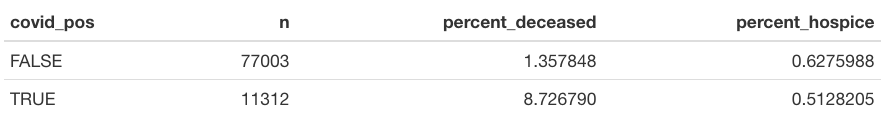 covid_pos n percent_deceased percent_hospice
FALSE 77003 1.357848 0.6275988
TRUE 11312 8.726790 0.5128205